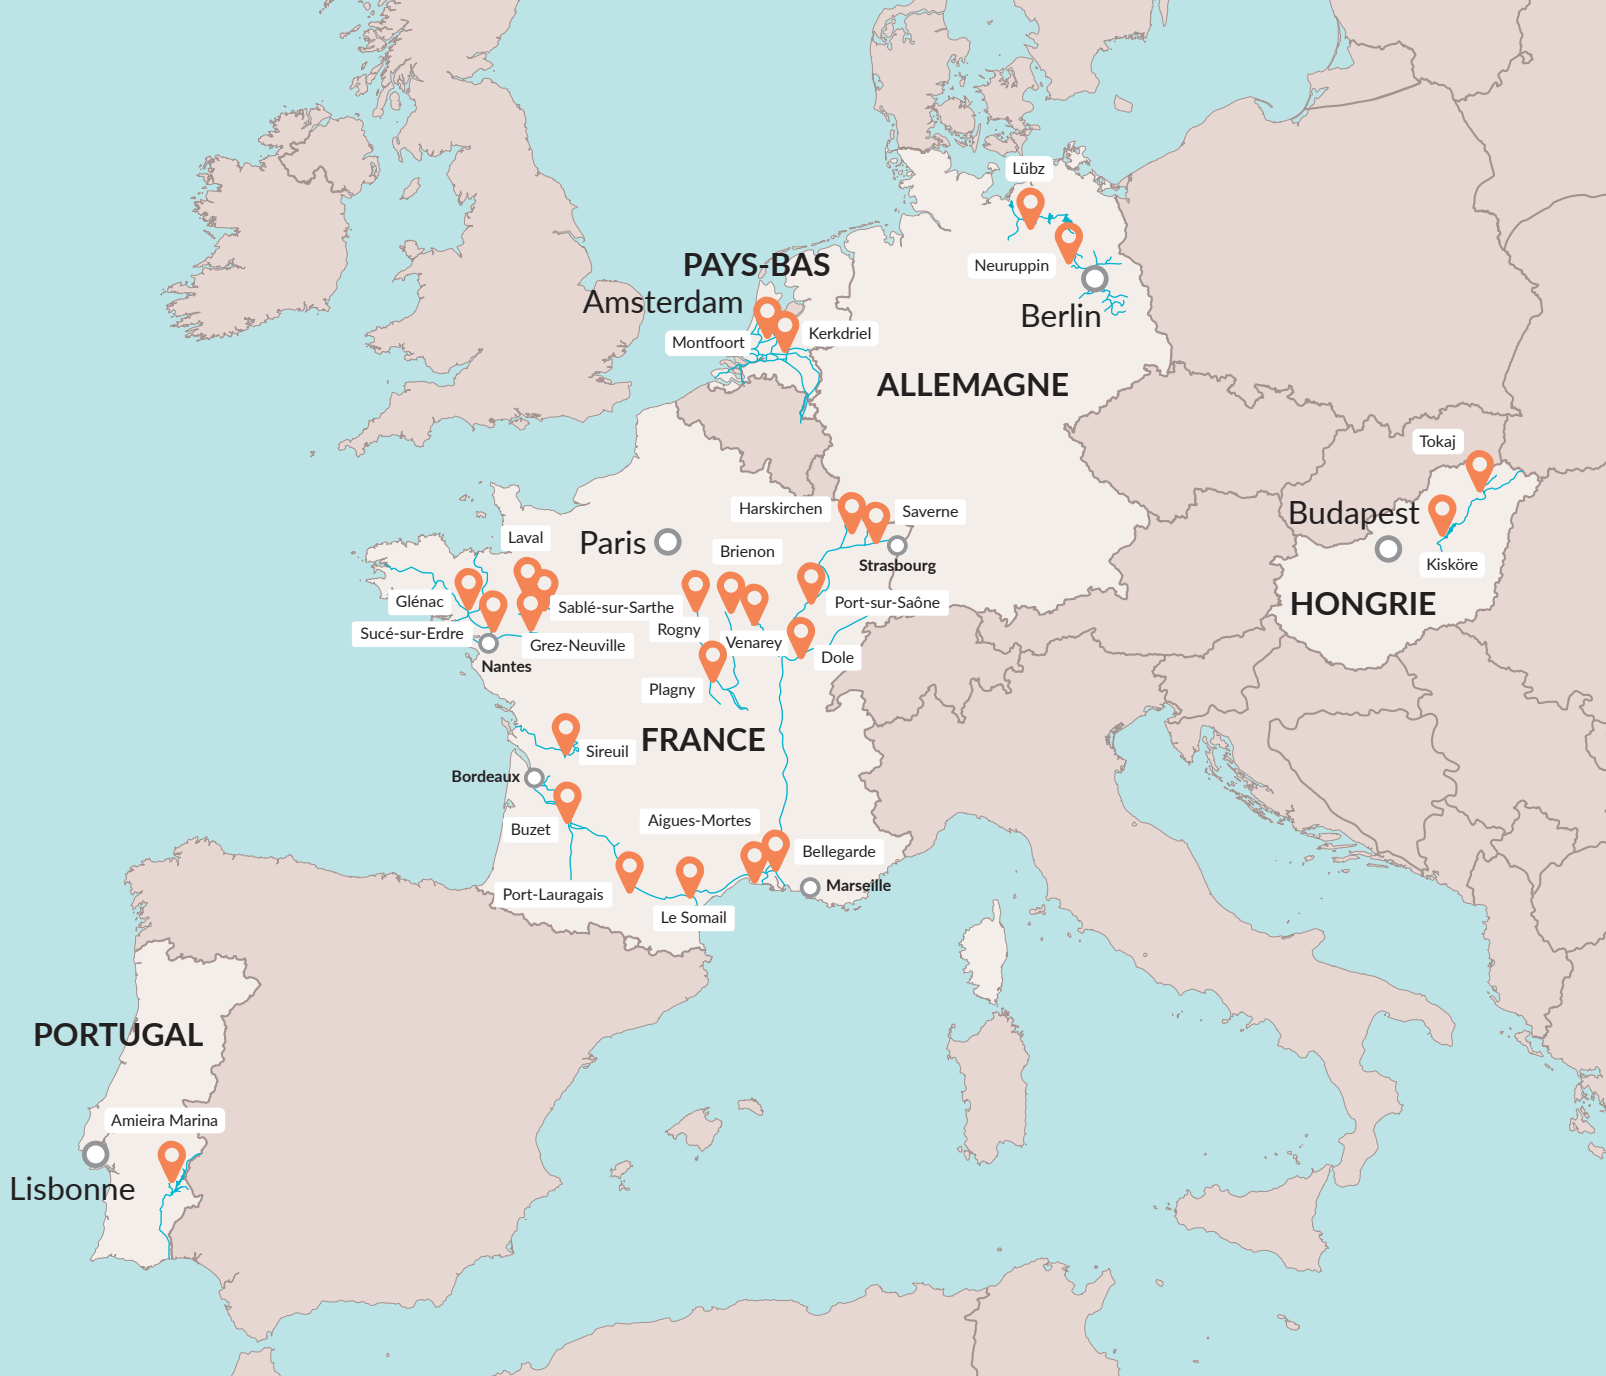 Lübz
PAYS-BAS
Neuruppin
Amsterdam
Berlin
Kerkdriel
Montfoort
ALLEMAGNE
Tokaj
Harskirchen
Saverne
Budapest
Laval
Paris
Brienon
Strasbourg
Kisköre
Glénac
Sablé-sur-Sarthe
Port-sur-Saône
HONGRIE
Sucé-sur-Erdre
Rogny
Grez-Neuville
Venarey
Dole
Nantes
Plagny
FRANCE
Sireuil
Bordeaux
Buzet
Aigues-Mortes
Bellegarde
Port-Lauragais
Marseille
Le Somail
PORTUGAL
Amieira Marina
Lisbonne